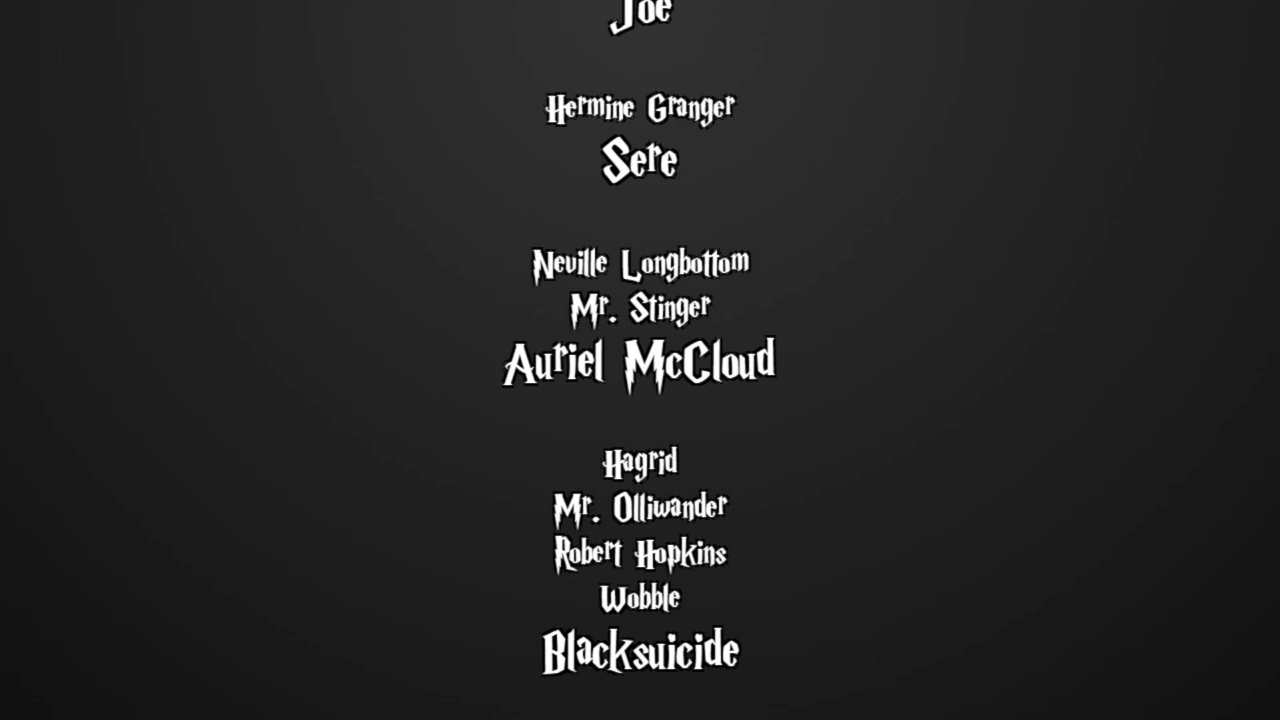 Joe
Hermine Granger
Sere
Neville Longbottom
Mr. Stinger
Auriel McCloud
Hagrid
Mr. Olliwander
Robert Hopkins
Wobble
Blacksuicide